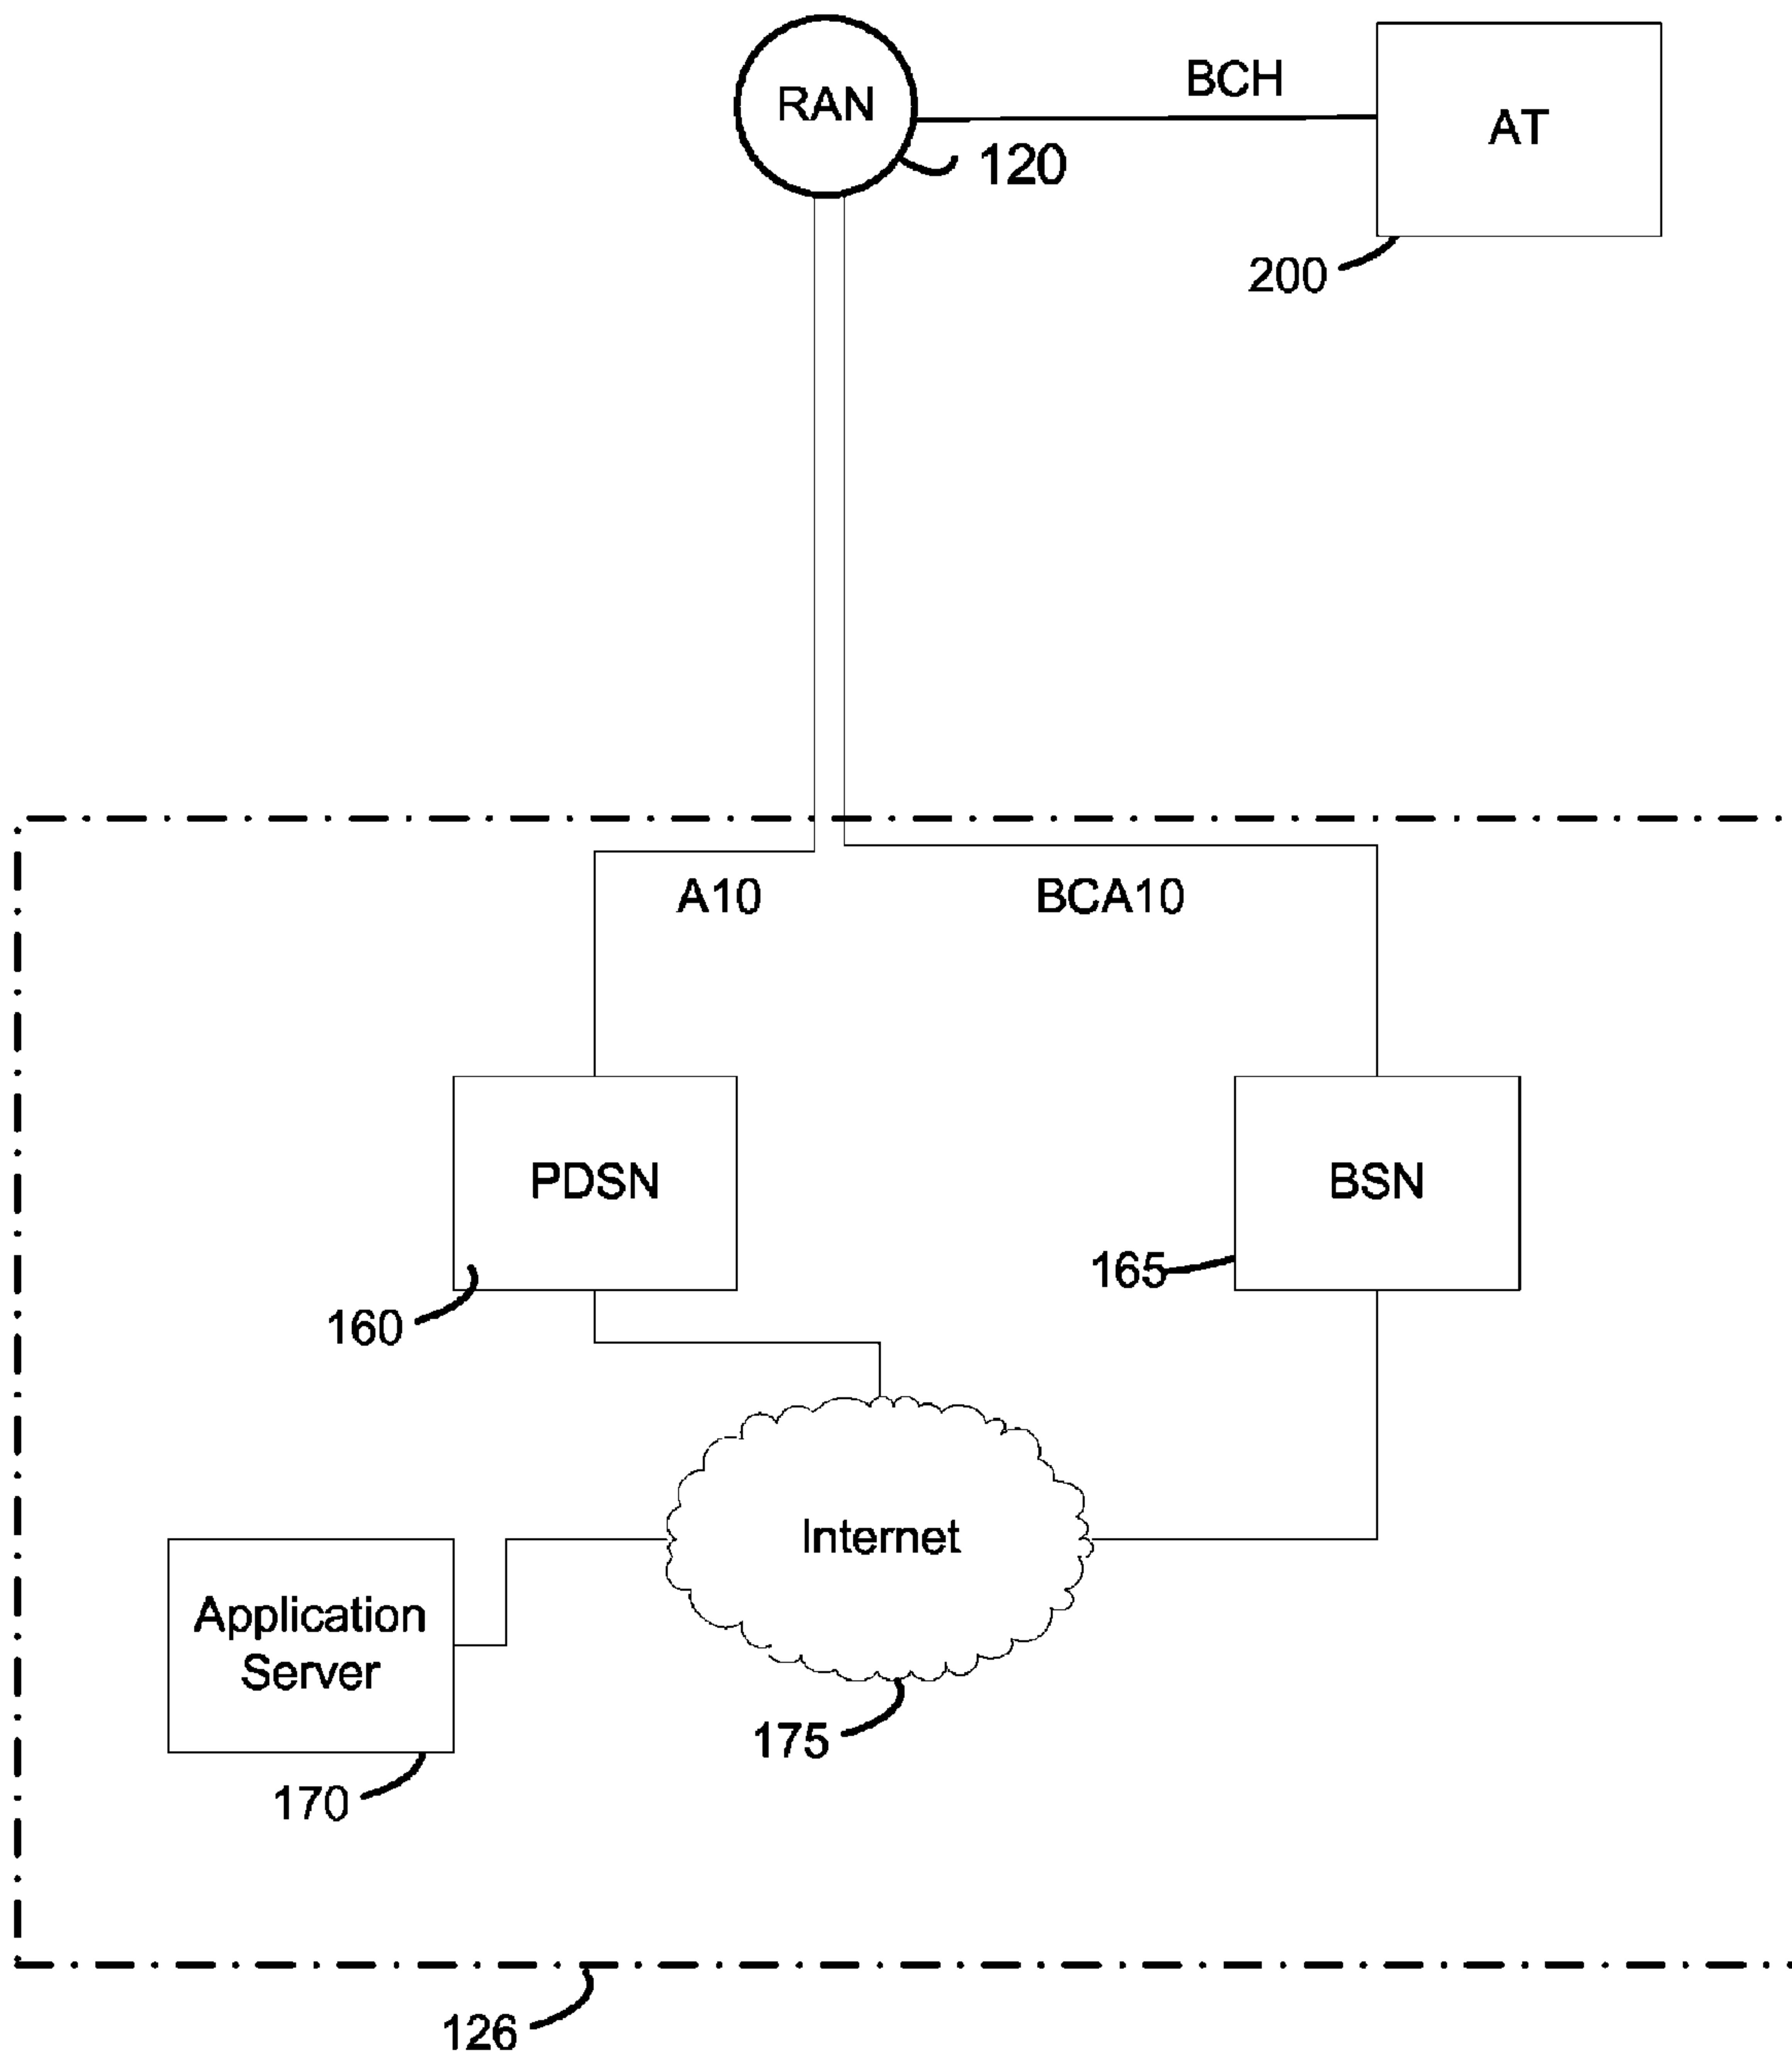 RAN
BCH
AT
120
200
A10
BCA10
PDSN
BSN
165
160
Internet
Application
Server
175
170
126